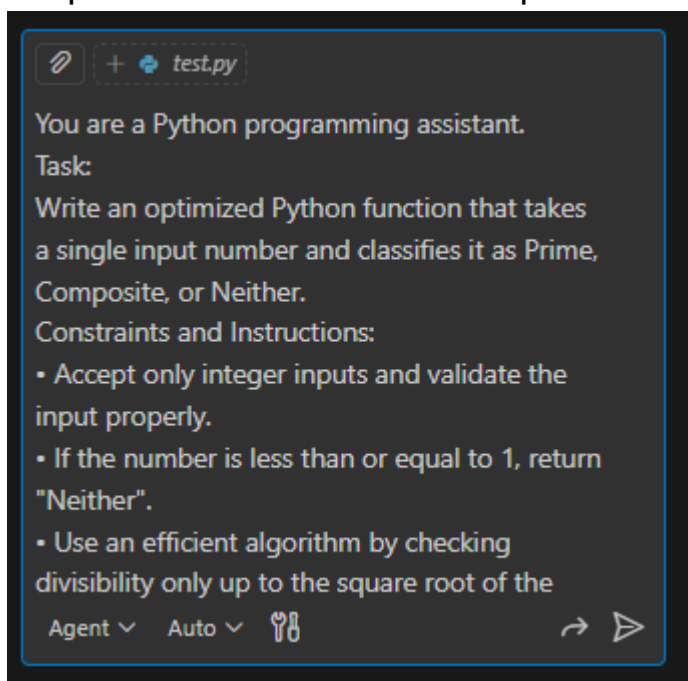 + test.py
You are a Python programming assistant.
Task:
Write an optimized Python function that takes
a single input number and classifies it as Prime,
Composite, or Neither.
Constraints and Instructions:
• Accept only integer inputs and validate the
input properly.
• If the number is less than or equal to 1, return
"Neither".
• Use an efficient algorithm by checking
divisibility only up to the square root of the
Agent Auto